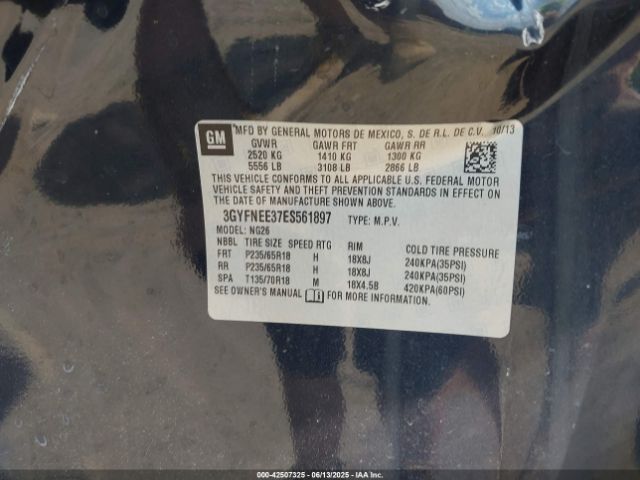 GM
MFD BY GENERAL MOTORS DE MEXICO, S. DE R.L. DE C.V. 10/13
GVWR GAWR FRT GAWR RR
2520 KG 1410 KG 1300 KG
5556 LB 3108 LB 2866 LB
THIS VEHICLE CONFORMS TO ALL APPLICABLE U.S. FEDERAL MOTOR
VEHICLE SAFETY AND THEFT PREVENTION STANDARDS IN EFFECT ON
THE DATE OF MANUFACTURE SHOWN ABOVE.
3GYFNEE37ES561897 TYPE: M.P.V.
MODEL: NG26
NBBL TIRE SIZE SPEED RTG RIM COLD TIRE PRESSURE
FRT P235/65R18 H 18X8J 240KPA(35PSI)
RR P235/65R18 H 18X8J 240KPA(35PSI)
SPA T135/70R18 M 18X4.5B 420KPA(60PSI)
SEE OWNER'S MANUAL FOR MORE INFORMATION.
000-42507325 - 06/13/2025 - IAA Inc.